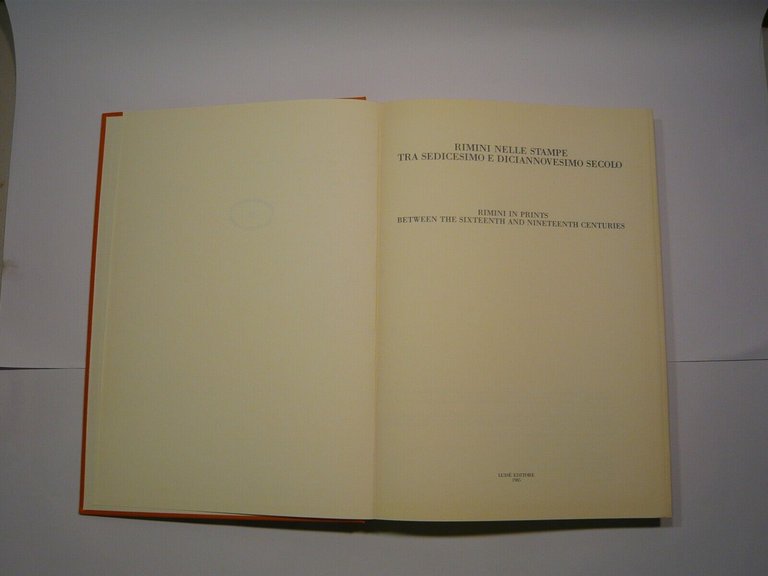 RIMINI NELLE STAMPE
TRA SEDICESIMO E DICIANNOVESIMO SECOLO
RIMINI IN PRINTS
BETWEEN THE SIXTEENTH AND NINETEENTH CENTURIES
LUISÈ EDITORE